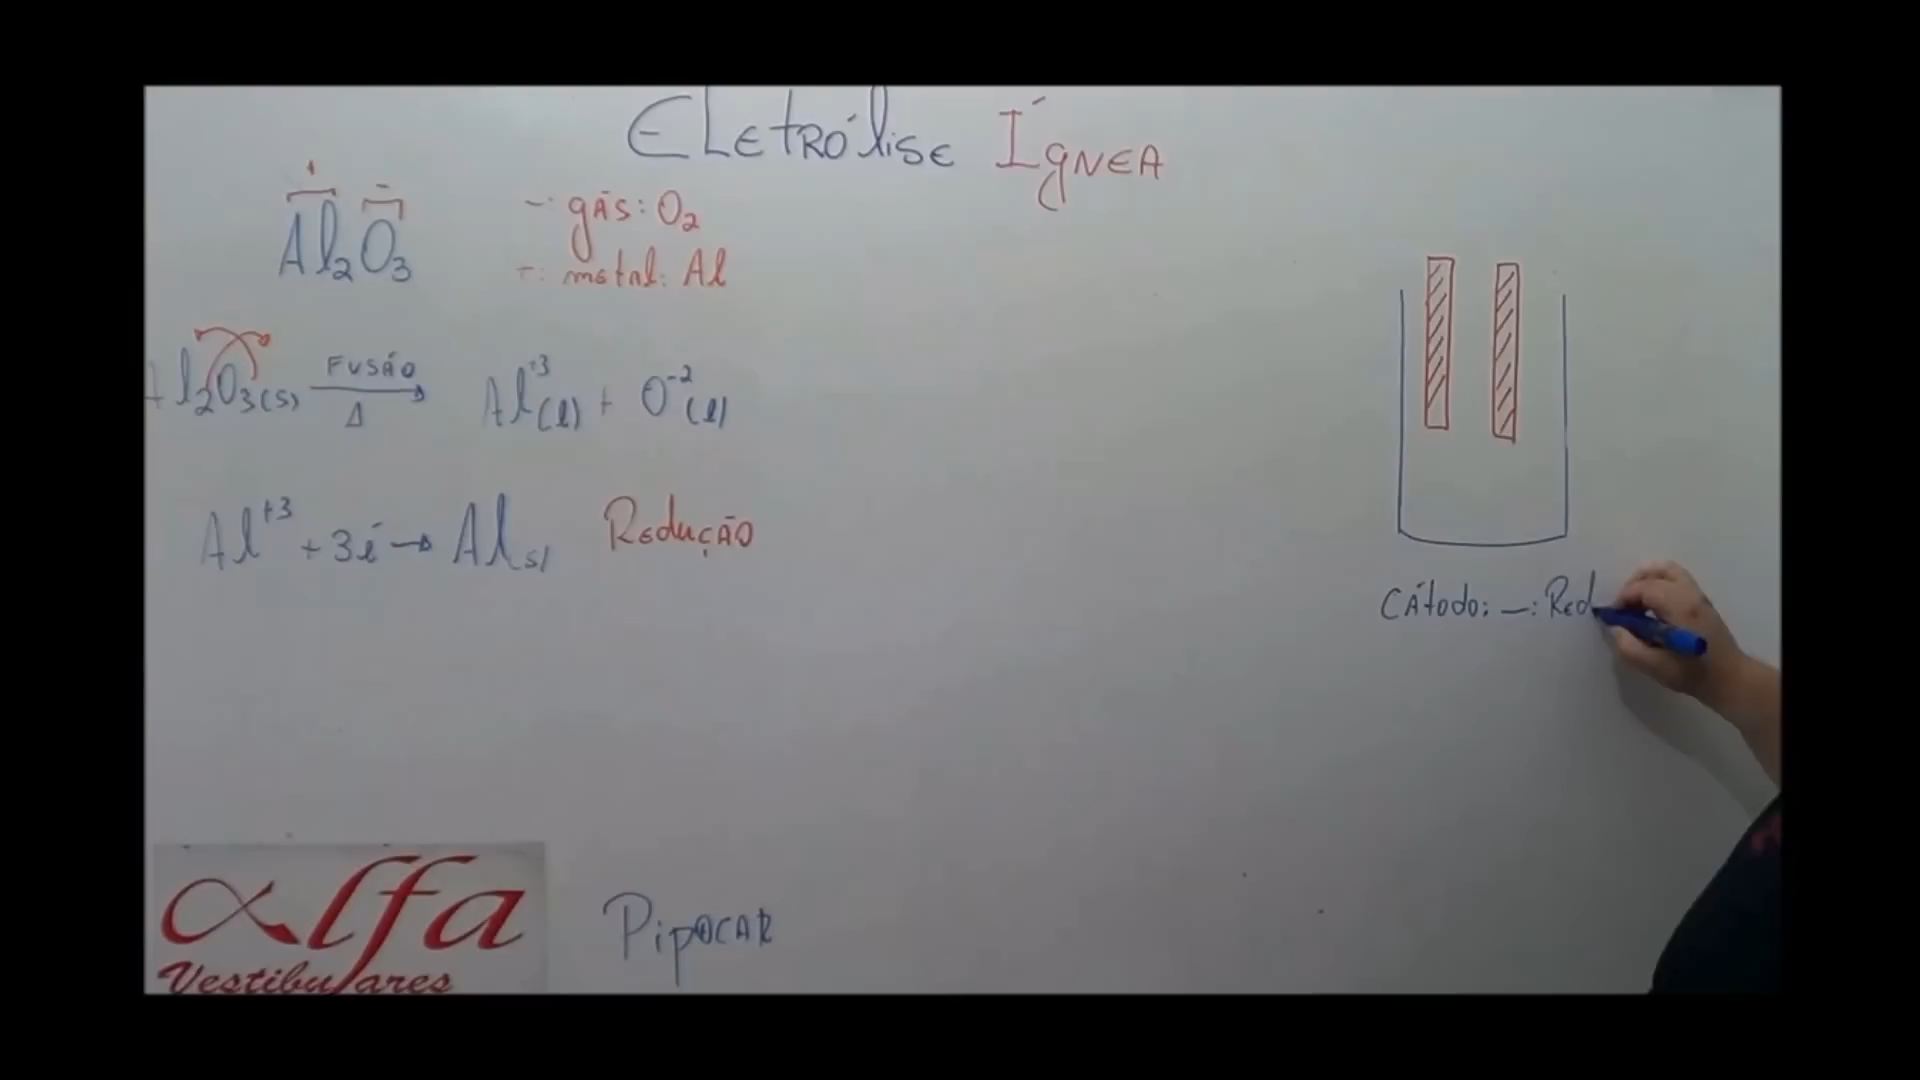 Eletrólise Ígnea
+ -
Al₂O₃
-: gás: O₂
+: metal: Al
Al₂O₃(s) FUSÃO Δ → Al⁺³(l) + O⁻²(l)
Al⁺³ + 3é → Al(s) Redução
Cátodo: -: Red
αlfa
Vestibulares
Pipocar